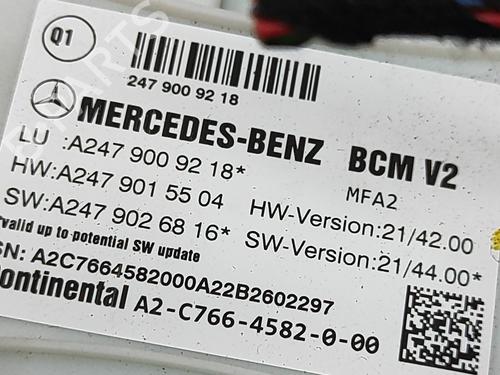 Q1
247 900 92 18
MERCEDES-BENZ BCM V2
LU :A247 900 92 18* MFA2
HW:A247 901 55 04 HW-Version:21/42.00
SW:A247 902 68 16* SW-Version:21/44.00*
*valid up to potential SW update
SN: A2C7664582000A22B2602297
Continental A2-C766-4582-0-00